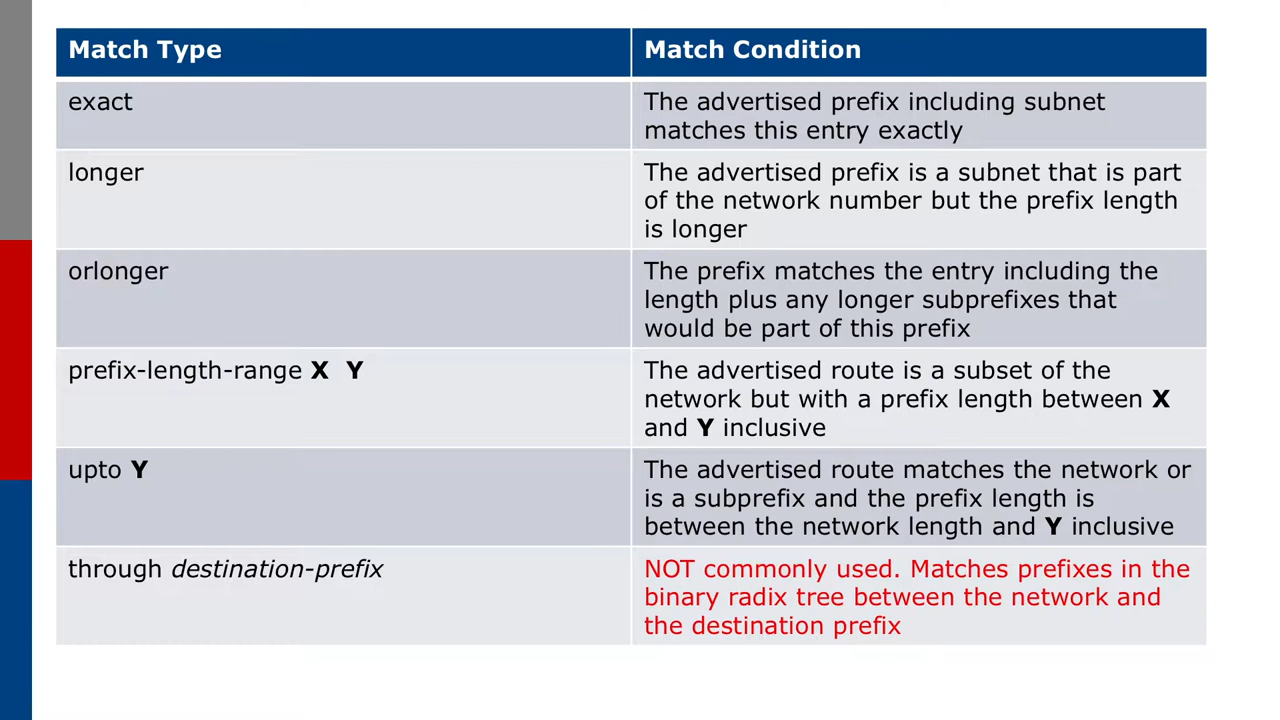 Match Type
Match Condition
exact
The advertised prefix including subnet
matches this entry exactly
longer
The advertised prefix is a subnet that is part
of the network number but the prefix length
is longer
orlonger
The prefix matches the entry including the
length plus any longer subprefixes that
would be part of this prefix
prefix-length-range X Y
The advertised route is a subset of the
network but with a prefix length between X
and Y inclusive
upto Y
The advertised route matches the network or
is a subprefix and the prefix length is
between the network length and Y inclusive
through destination-prefix
NOT commonly used. Matches prefixes in the
binary radix tree between the network and
the destination prefix